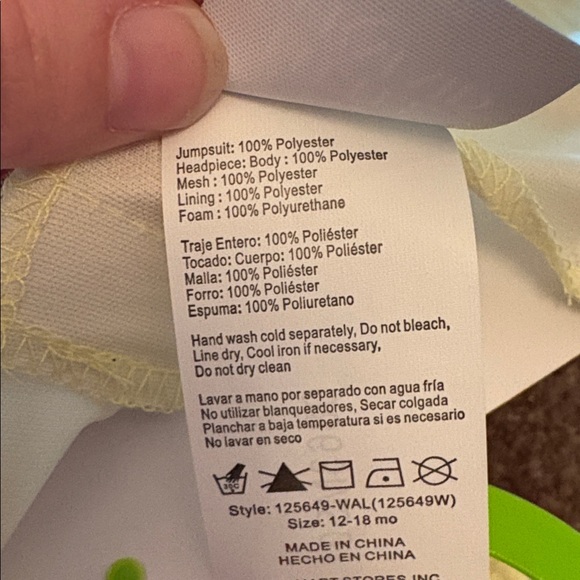 Jumpsuit: 100% Polyester
Headpiece: Body : 100% Polyester
Mesh : 100% Polyester
Lining : 100% Polyester
Foam : 100% Polyurethane
Traje Entero: 100% Poliéster
Tocado: Cuerpo: 100% Poliéster
Malla: 100% Poliéster
Forro: 100% Poliéster
Espuma: 100% Poliuretano
Hand wash cold separately, Do not bleach,
Line dry, Cool iron if necessary,
Do not dry clean
Lavar a mano por separado con agua fría
No utilizar blanqueadores, Secar colgada
Planchar a baja temperatura si es necesario
No lavar en seco
30C
Style: 125649-WAL(125649W)
Size: 12-18 mo
MADE IN CHINA
HECHO EN CHINA
STORES INC